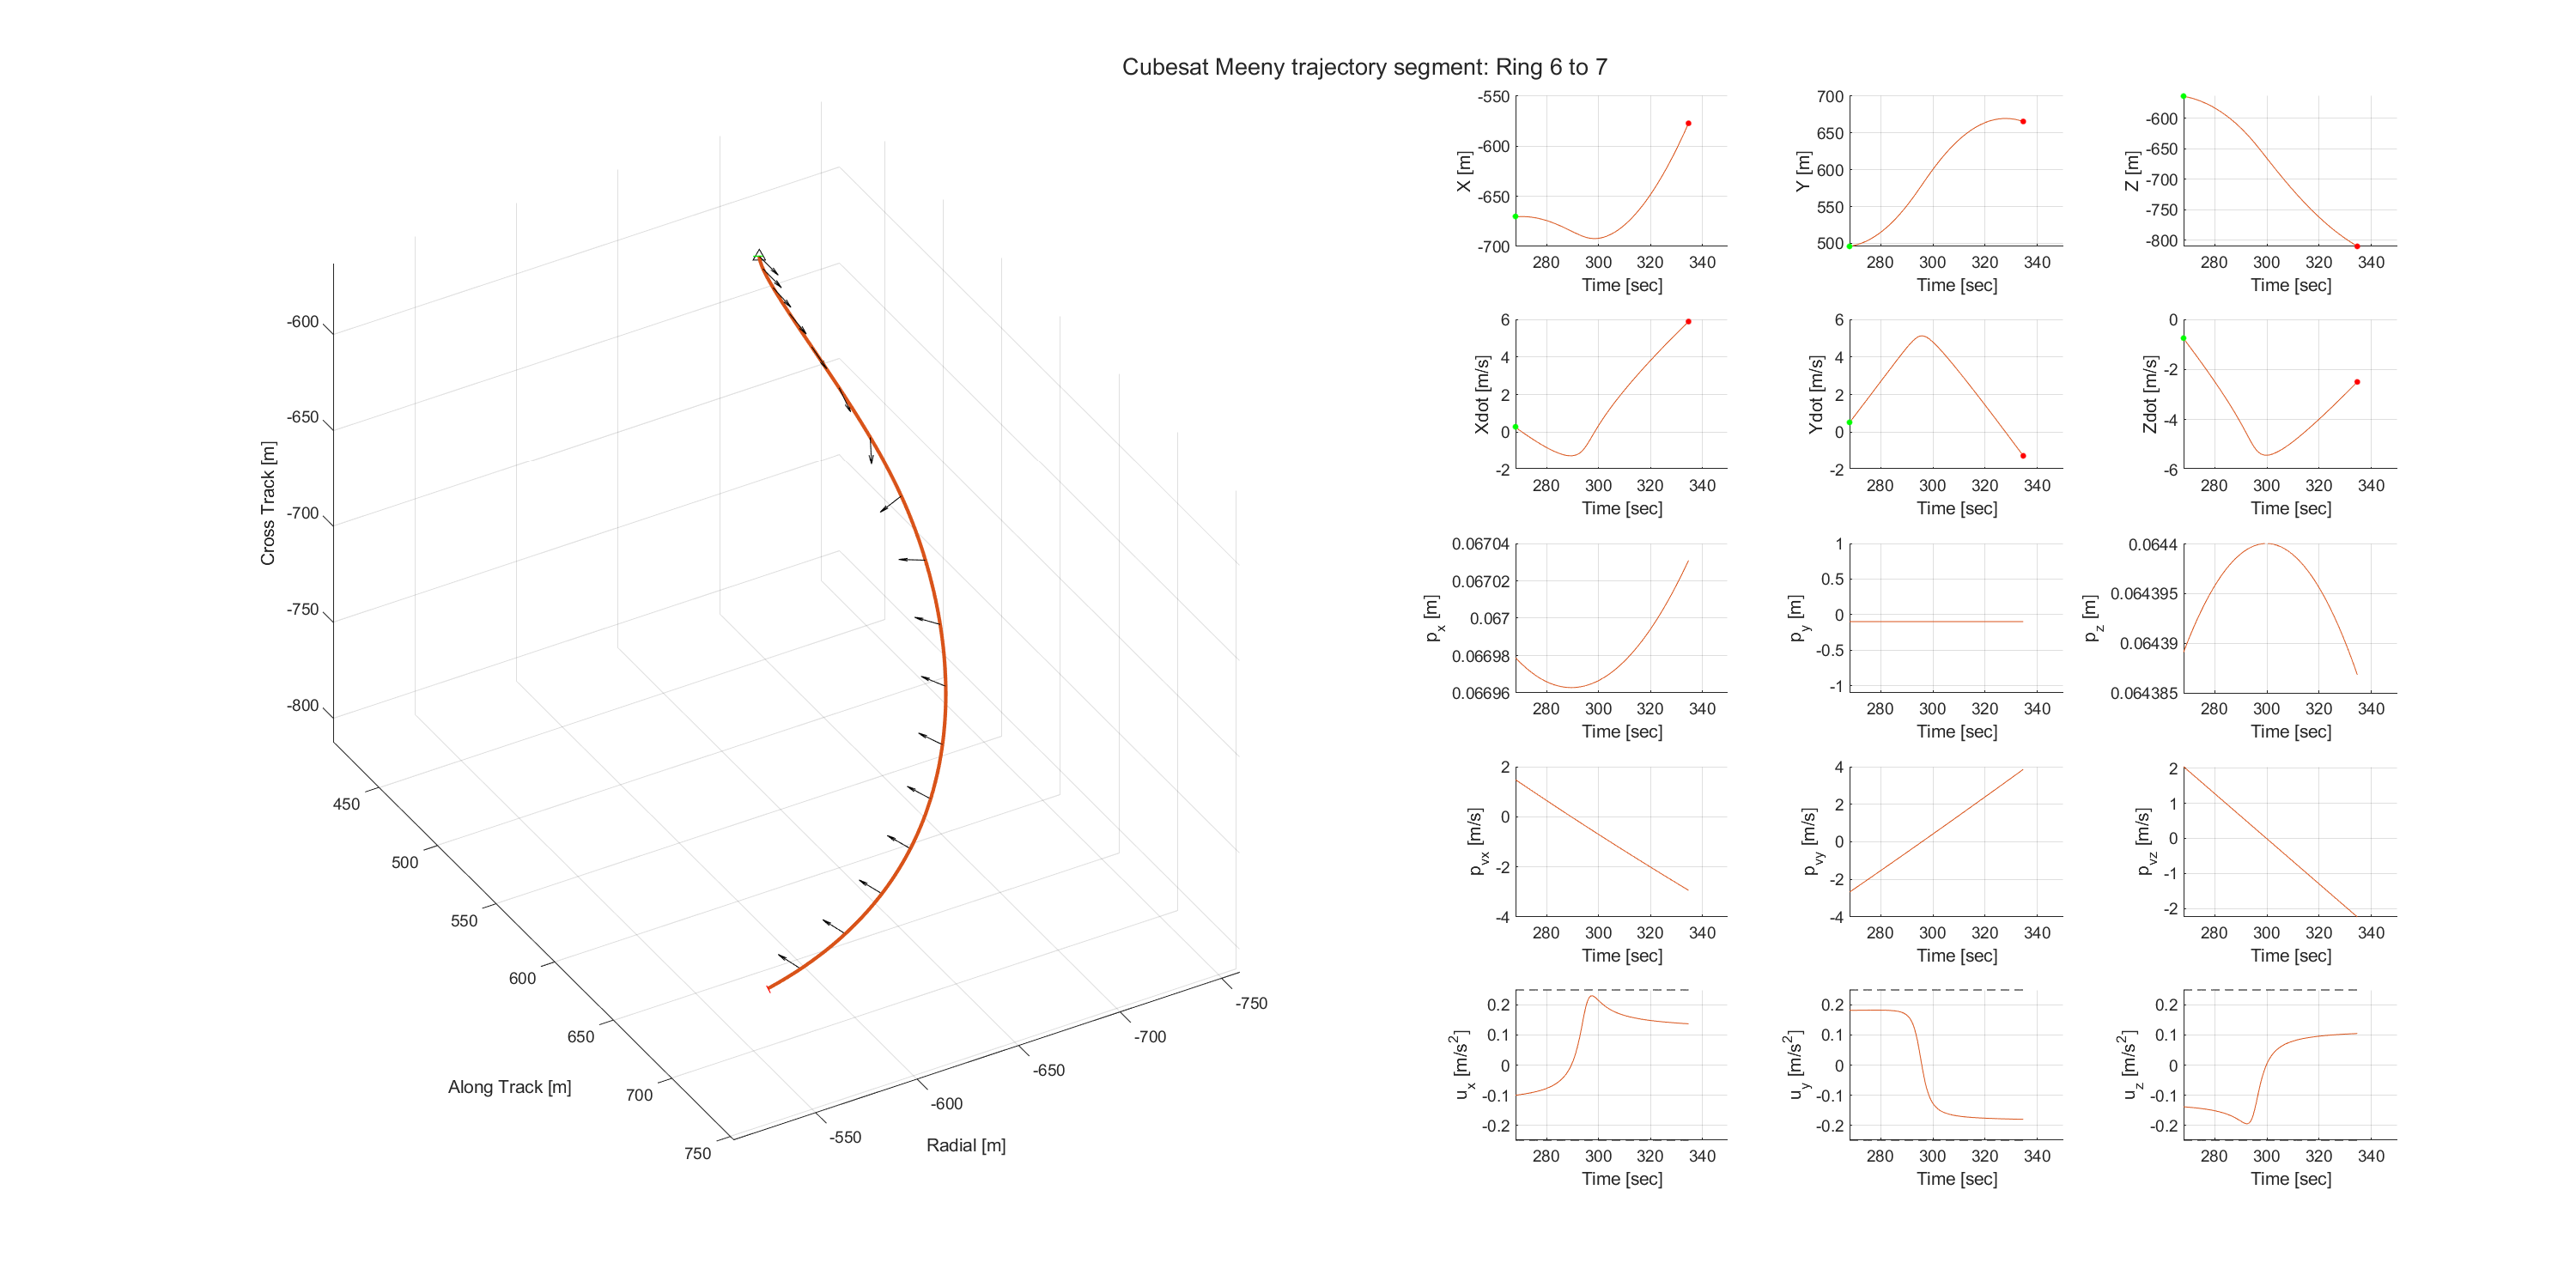 Cubesat Meeny trajectory segment: Ring 6 to 7
-600
-650
-700
-750
-800
Cross Track [m]
450
500
550
600
650
700
750
Along Track [m]
-550
-600
-650
-700
-750
Radial [m]
-550
-600
-650
-700
X [m]
280 300 320 340
Time [sec]
700
650
600
550
500
Y [m]
280 300 320 340
Time [sec]
-600
-650
-700
-750
-800
Z [m]
280 300 320 340
Time [sec]
6
4
2
0
-2
Xdot [m/s]
280 300 320 340
Time [sec]
6
4
2
0
-2
Ydot [m/s]
280 300 320 340
Time [sec]
0
-2
-4
-6
Zdot [m/s]
280 300 320 340
Time [sec]
0.06704
0.06702
0.067
0.06698
0.06696
p_x [m]
280 300 320 340
Time [sec]
1
0.5
0
-0.5
-1
p_y [m]
280 300 320 340
Time [sec]
0.0644
0.064395
0.06439
0.064385
p_z [m]
280 300 320 340
Time [sec]
2
0
-2
-4
p_vx [m/s]
280 300 320 340
Time [sec]
4
2
0
-2
-4
p_vy [m/s]
280 300 320 340
Time [sec]
2
1
0
-1
-2
p_vz [m/s]
280 300 320 340
Time [sec]
0.2
0.1
0
-0.1
-0.2
u_x [m/s²]
280 300 320 340
Time [sec]
0.2
0.1
0
-0.1
-0.2
u_y [m/s²]
280 300 320 340
Time [sec]
0.2
0.1
0
-0.1
-0.2
u_z [m/s²]
280 300 320 340
Time [sec]